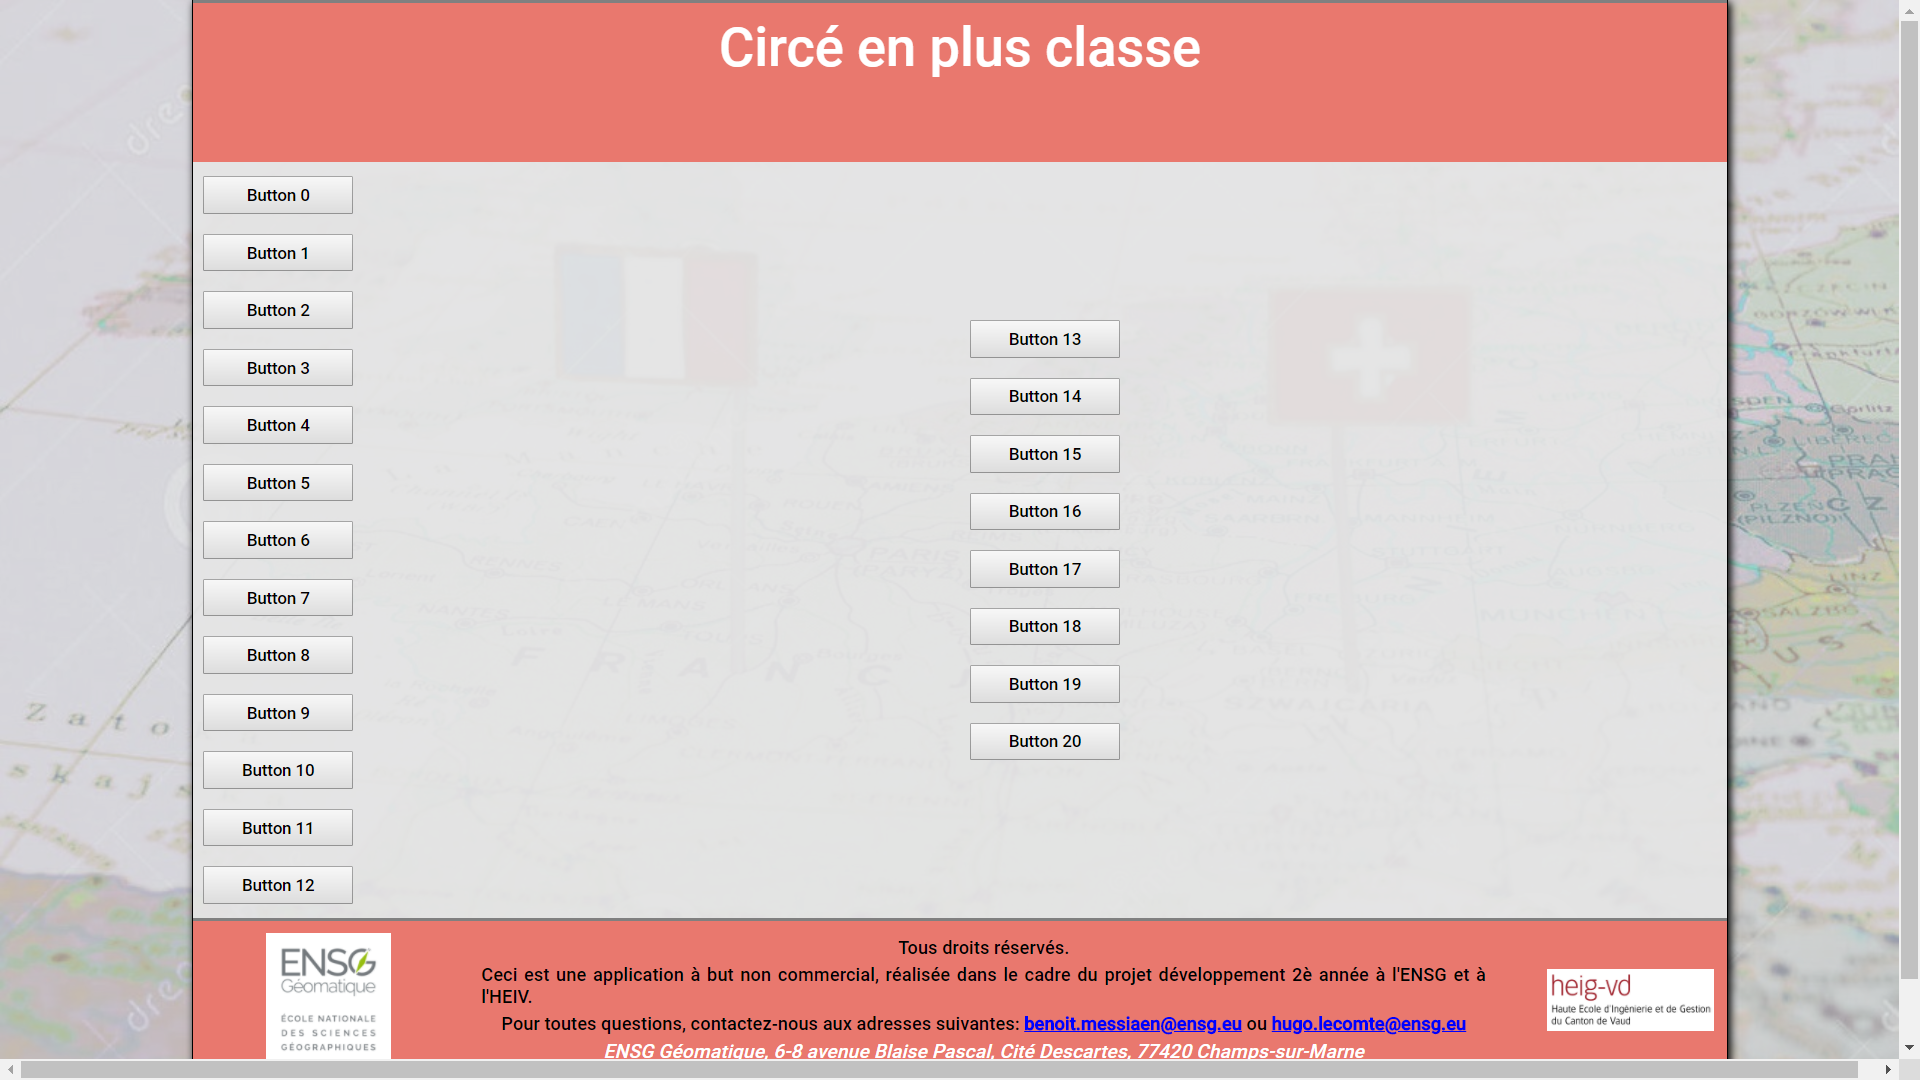 Circé en plus classe
Button 0
Button 1
Button 2
Button 3
Button 4
Button 5
Button 6
Button 7
Button 8
Button 9
Button 10
Button 11
Button 12
Button 13
Button 14
Button 15
Button 16
Button 17
Button 18
Button 19
Button 20
Zato
skajs
FRANC
PARIS
SZWAJCARIA
ENSG
Géomatique
ÉCOLE NATIONALE
DES SCIENCES
GÉOGRAPHIQUES
Tous droits réservés.
Ceci est une application à but non commercial, réalisée dans le cadre du projet développement 2è année à l'ENSG et à
l'HEIV.
Pour toutes questions, contactez-nous aux adresses suivantes: benoit.messiaen@ensg.eu ou hugo.lecomte@ensg.eu
ENSG Géomatique, 6-8 avenue Blaise Pascal, Cité Descartes, 77420 Champs-sur-Marne
heig-vd
Haute Ecole d'Ingénierie et de Gestion
du Canton de Vaud